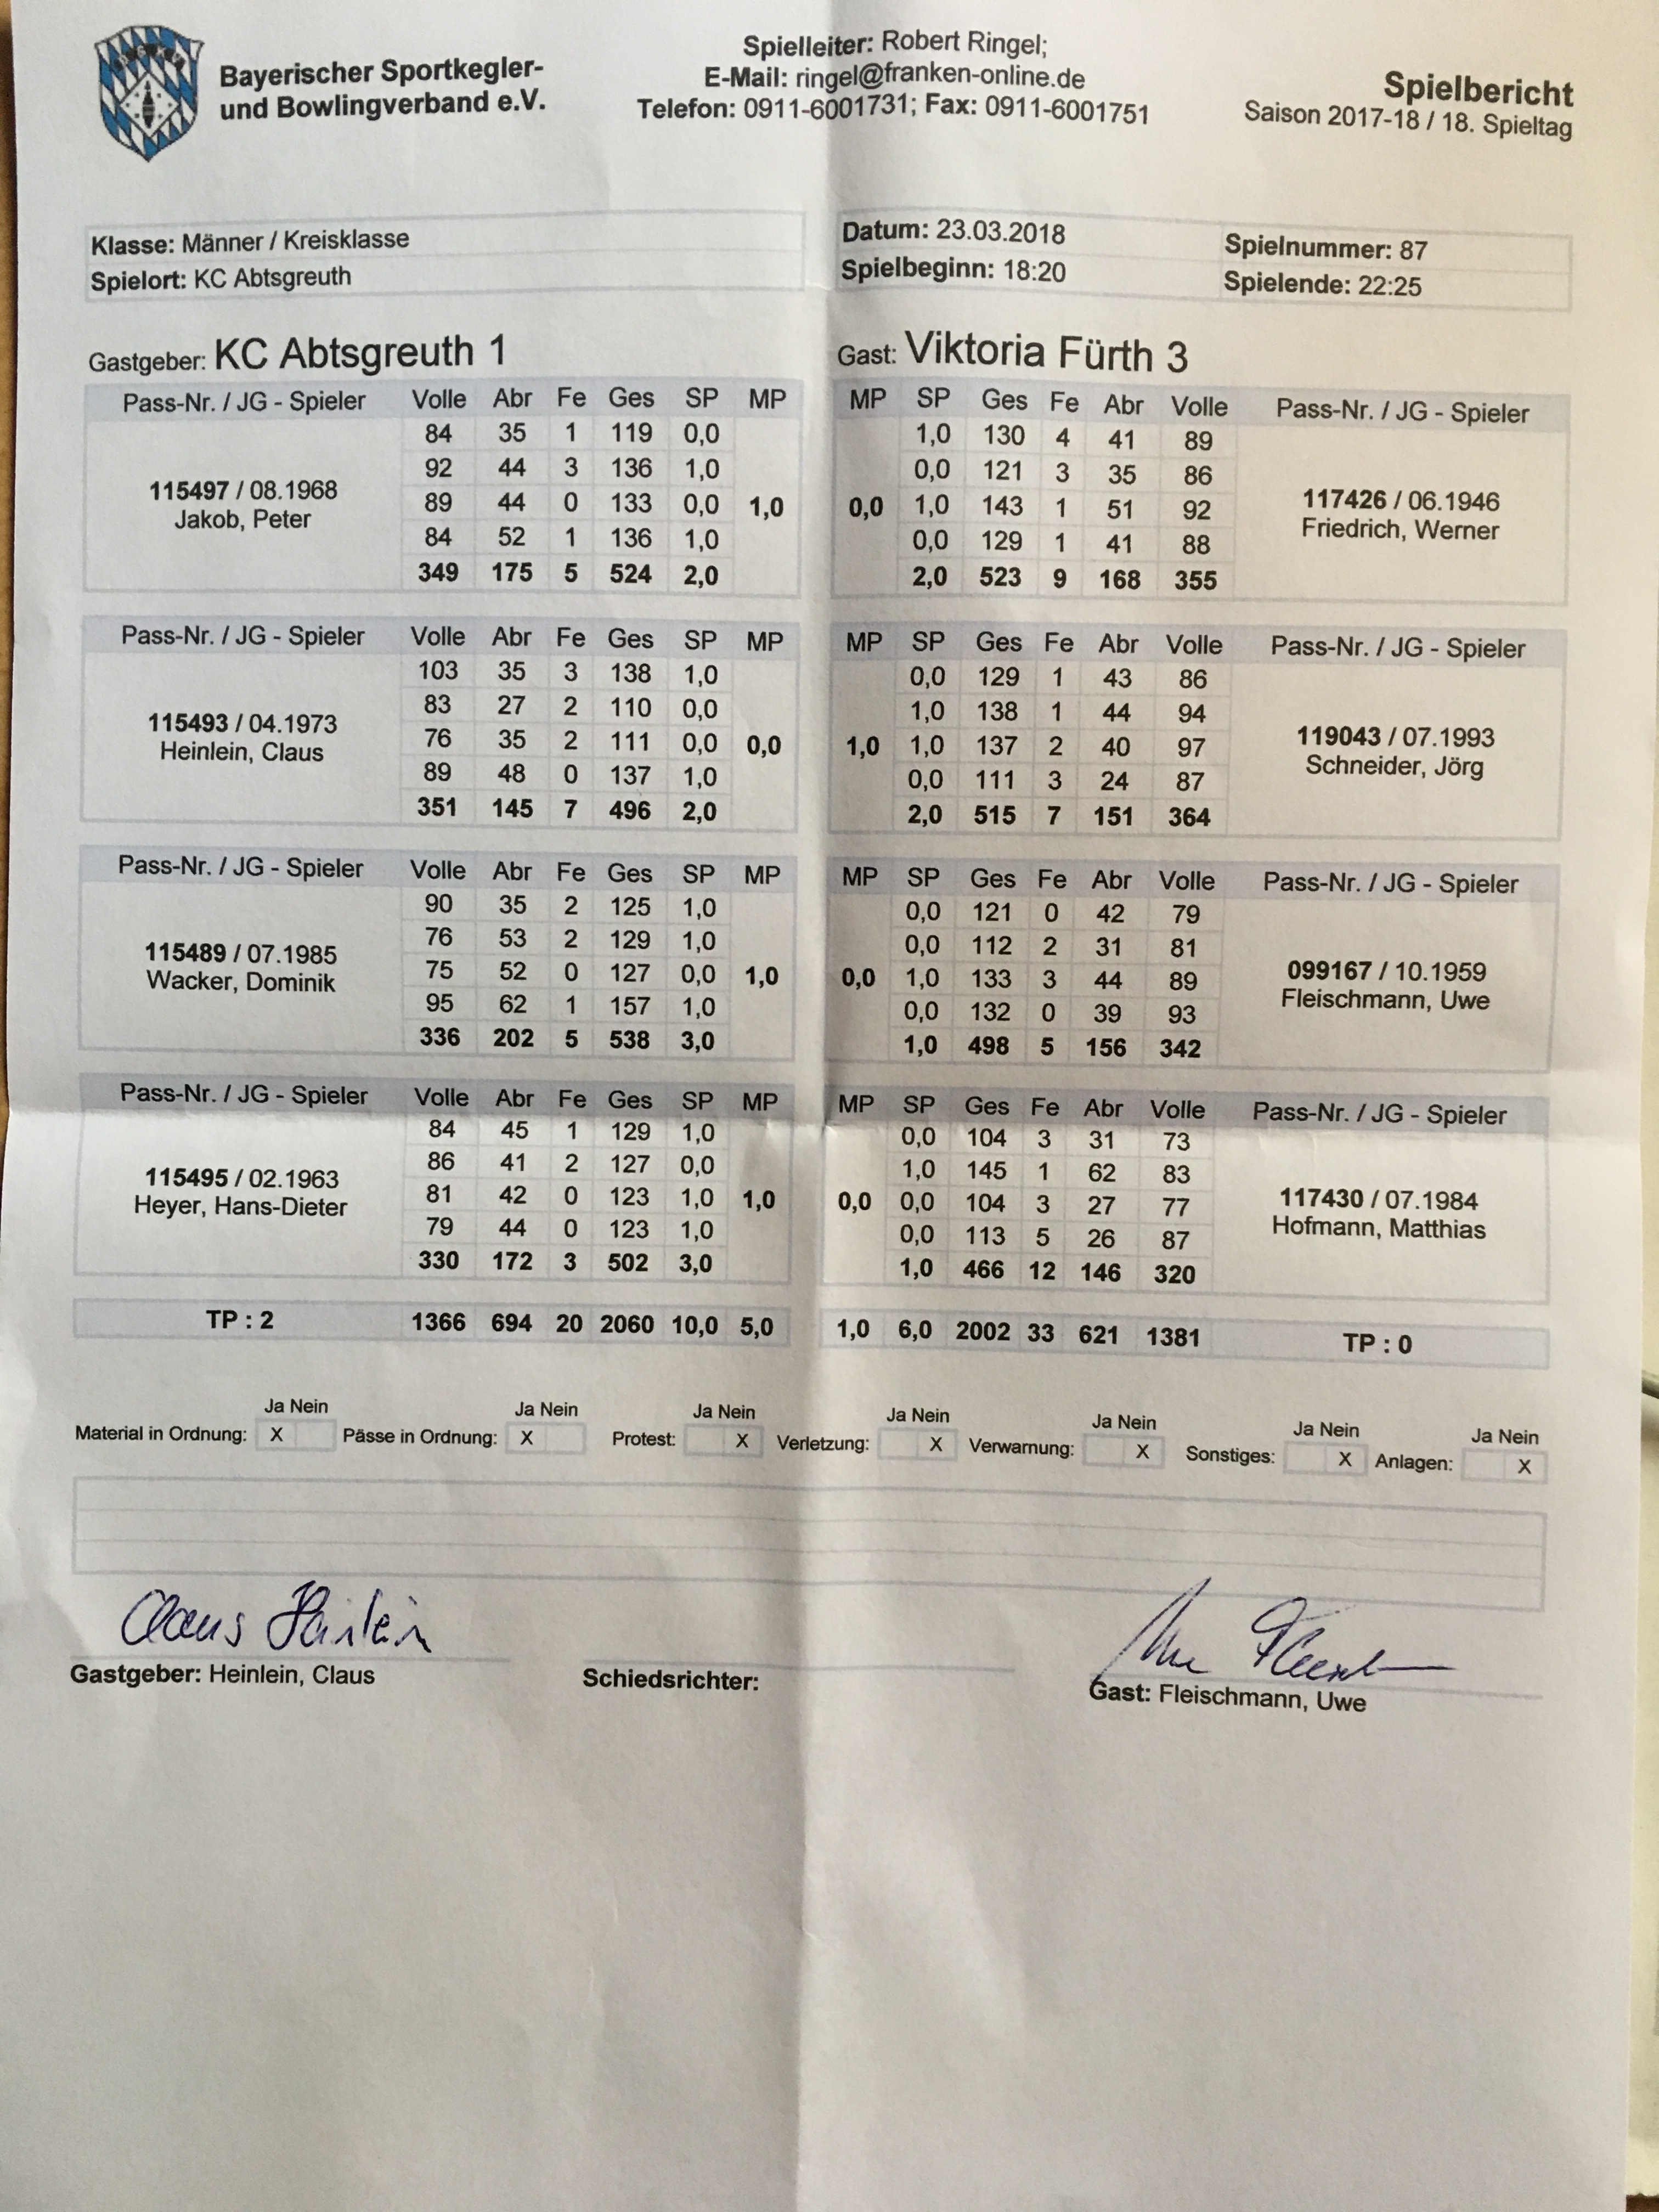 Bayerischer Sportkegler-
und Bowlingverband e.V.
Spielleiter: Robert Ringel;
E-Mail: ringel@franken-online.de
Telefon: 0911-6001731; Fax: 0911-6001751
Spielbericht
Saison 2017-18 / 18. Spieltag
Klasse: Männer / Kreisklasse
Spielort: KC Abtsgreuth
Datum: 23.03.2018
Spielnummer: 87
Spielbeginn: 18:20
Spielende: 22:25
Gastgeber: KC Abtsgreuth 1
Gast: Viktoria Fürth 3
Pass-Nr. / JG - Spieler Volle Abr Fe Ges SP MP MP SP Ges Fe Abr Volle Pass-Nr. / JG - Spieler
84 35 1 119 0,0 1,0 130 4 41 89
92 44 3 136 1,0 0,0 121 3 35 86
115497 / 08.1968 117426 / 06.1946
89 44 0 133 0,0 1,0 0,0 1,0 143 1 51 92
Jakob, Peter Friedrich, Werner
84 52 1 136 1,0 0,0 129 1 41 88
349 175 5 524 2,0 2,0 523 9 168 355
Pass-Nr. / JG - Spieler Volle Abr Fe Ges SP MP MP SP Ges Fe Abr Volle Pass-Nr. / JG - Spieler
103 35 3 138 1,0 0,0 129 1 43 86
83 27 2 110 0,0 1,0 138 1 44 94
115493 / 04.1973 119043 / 07.1993
76 35 2 111 0,0 0,0 1,0 1,0 137 2 40 97
Heinlein, Claus Schneider, Jörg
89 48 0 137 1,0 0,0 111 3 24 87
351 145 7 496 2,0 2,0 515 7 151 364
Pass-Nr. / JG - Spieler Volle Abr Fe Ges SP MP MP SP Ges Fe Abr Volle Pass-Nr. / JG - Spieler
90 35 2 125 1,0 0,0 121 0 42 79
76 53 2 129 1,0 0,0 112 2 31 81
115489 / 07.1985 099167 / 10.1959
75 52 0 127 0,0 1,0 0,0 1,0 133 3 44 89
Wacker, Dominik Fleischmann, Uwe
95 62 1 157 1,0 0,0 132 0 39 93
336 202 5 538 3,0 1,0 498 5 156 342
Pass-Nr. / JG - Spieler Volle Abr Fe Ges SP MP MP SP Ges Fe Abr Volle Pass-Nr. / JG - Spieler
84 45 1 129 1,0 0,0 104 3 31 73
86 41 2 127 0,0 1,0 145 1 62 83
115495 / 02.1963 117430 / 07.1984
81 42 0 123 1,0 1,0 0,0 0,0 104 3 27 77
Heyer, Hans-Dieter Hofmann, Matthias
79 44 0 123 1,0 0,0 113 5 26 87
330 172 3 502 3,0 1,0 466 12 146 320
TP : 2 1366 694 20 2060 10,0 5,0 1,0 6,0 2002 33 621 1381 TP : 0
Ja Nein Ja Nein Ja Nein Ja Nein Ja Nein Ja Nein Ja Nein
Material in Ordnung: X Pässe in Ordnung: X Protest: X Verletzung: X Verwarnung: X Sonstiges: X Anlagen: X
Claus Heinlein
Gastgeber: Heinlein, Claus
Schiedsrichter:
Gast: Fleischmann, Uwe